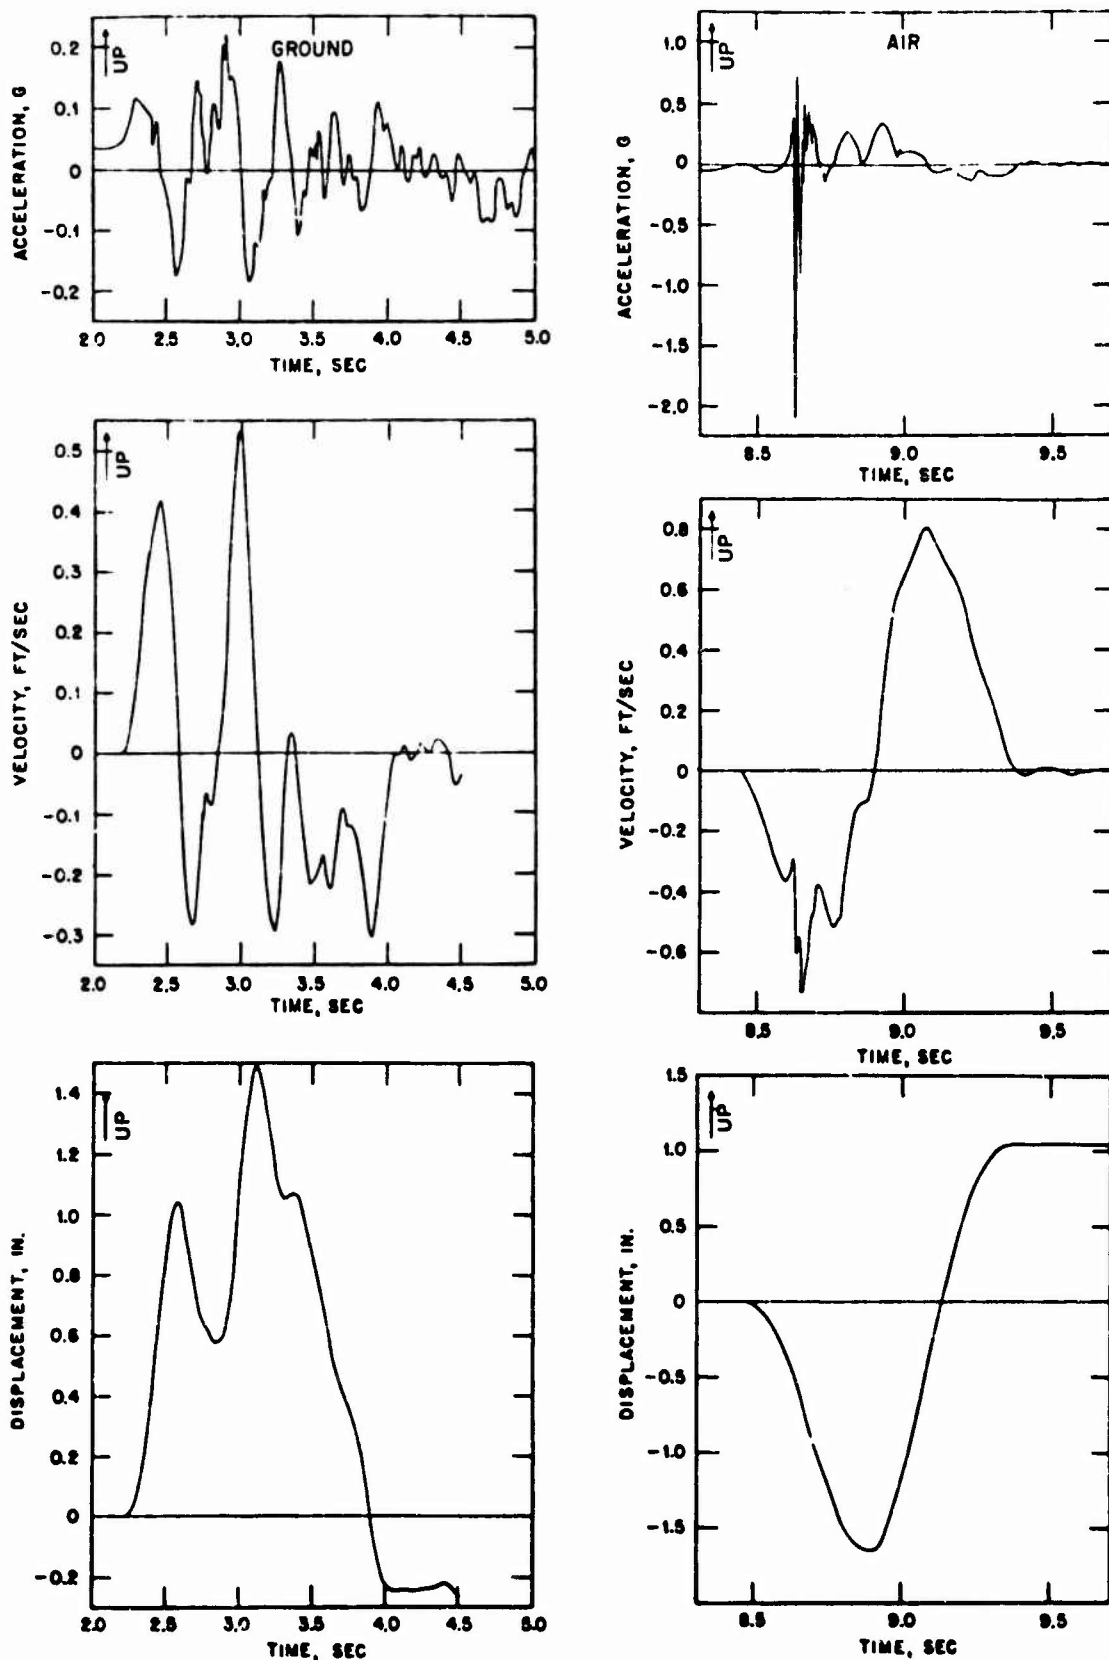 GROUND
UP
ACCELERATION, G
0.2
0.1
0
-0.1
-0.2
2.0 2.5 3.0 3.5 4.0 4.5 5.0
TIME, SEC
AIR
UP
ACCELERATION, G
1.0
0.5
0
-0.5
-1.0
-1.5
-2.0
8.5 9.0 9.5
TIME, SEC
UP
VELOCITY, FT/SEC
0.5
0.4
0.3
0.2
0.1
0
-0.1
-0.2
-0.3
2.0 2.5 3.0 3.5 4.0 4.5 5.0
TIME, SEC
UP
VELOCITY, FT/SEC
0.8
0.6
0.4
0.2
0
-0.2
-0.4
-0.6
8.5 9.0 9.5
TIME, SEC
UP
DISPLACEMENT, IN.
1.4
1.2
1.0
0.8
0.6
0.4
0.2
0
-0.2
2.0 2.5 3.0 3.5 4.0 4.5 5.0
TIME, SEC
UP
DISPLACEMENT, IN.
1.5
1.0
0.5
0
-0.5
-1.0
-1.5
8.5 9.0 9.5
TIME, SEC